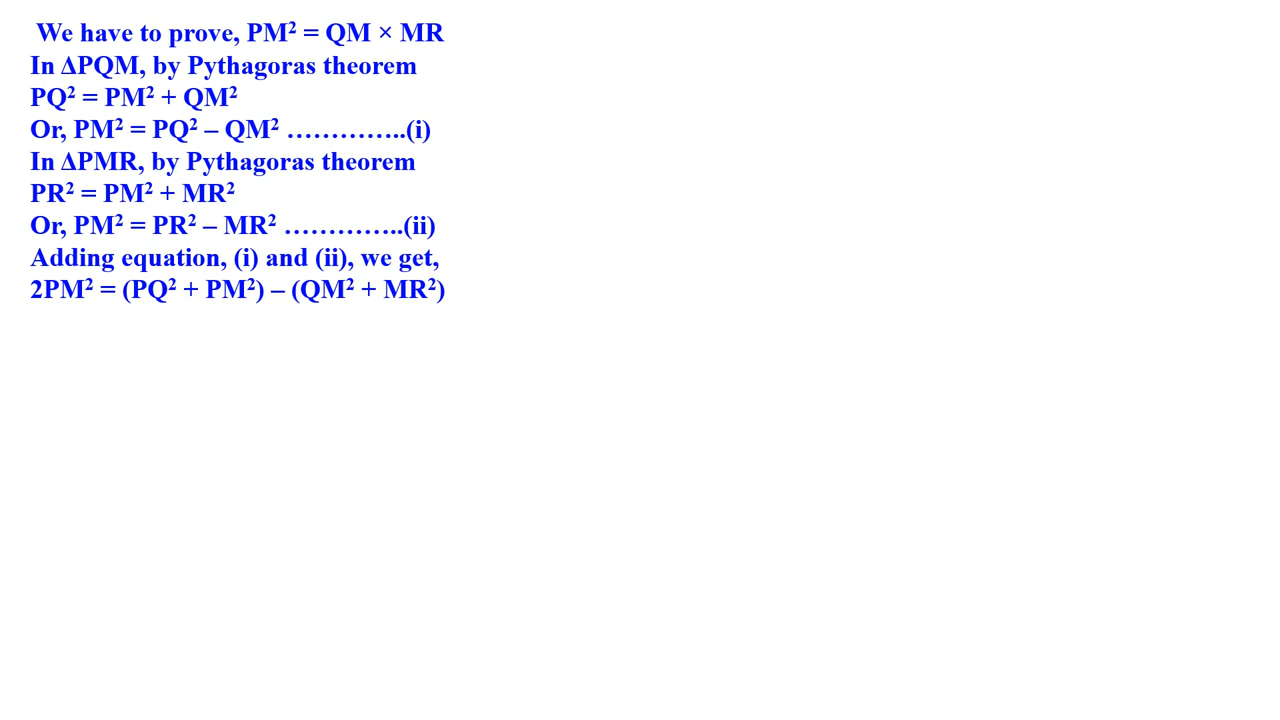 We have to prove, PM² = QM × MR
In ΔPQM, by Pythagoras theorem
PQ² = PM² + QM²
Or, PM² = PQ² – QM² …………..(i)
In ΔPMR, by Pythagoras theorem
PR² = PM² + MR²
Or, PM² = PR² – MR² …………..(ii)
Adding equation, (i) and (ii), we get,
2PM² = (PQ² + PM²) – (QM² + MR²)